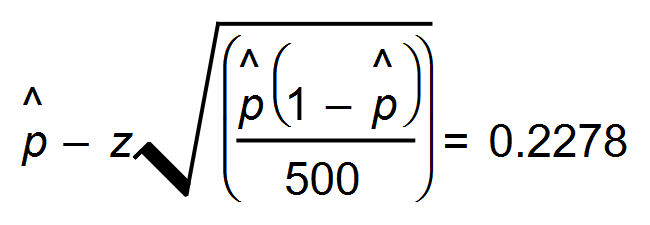 p̂ − z√(p̂(1 − p̂)/500) = 0.2278